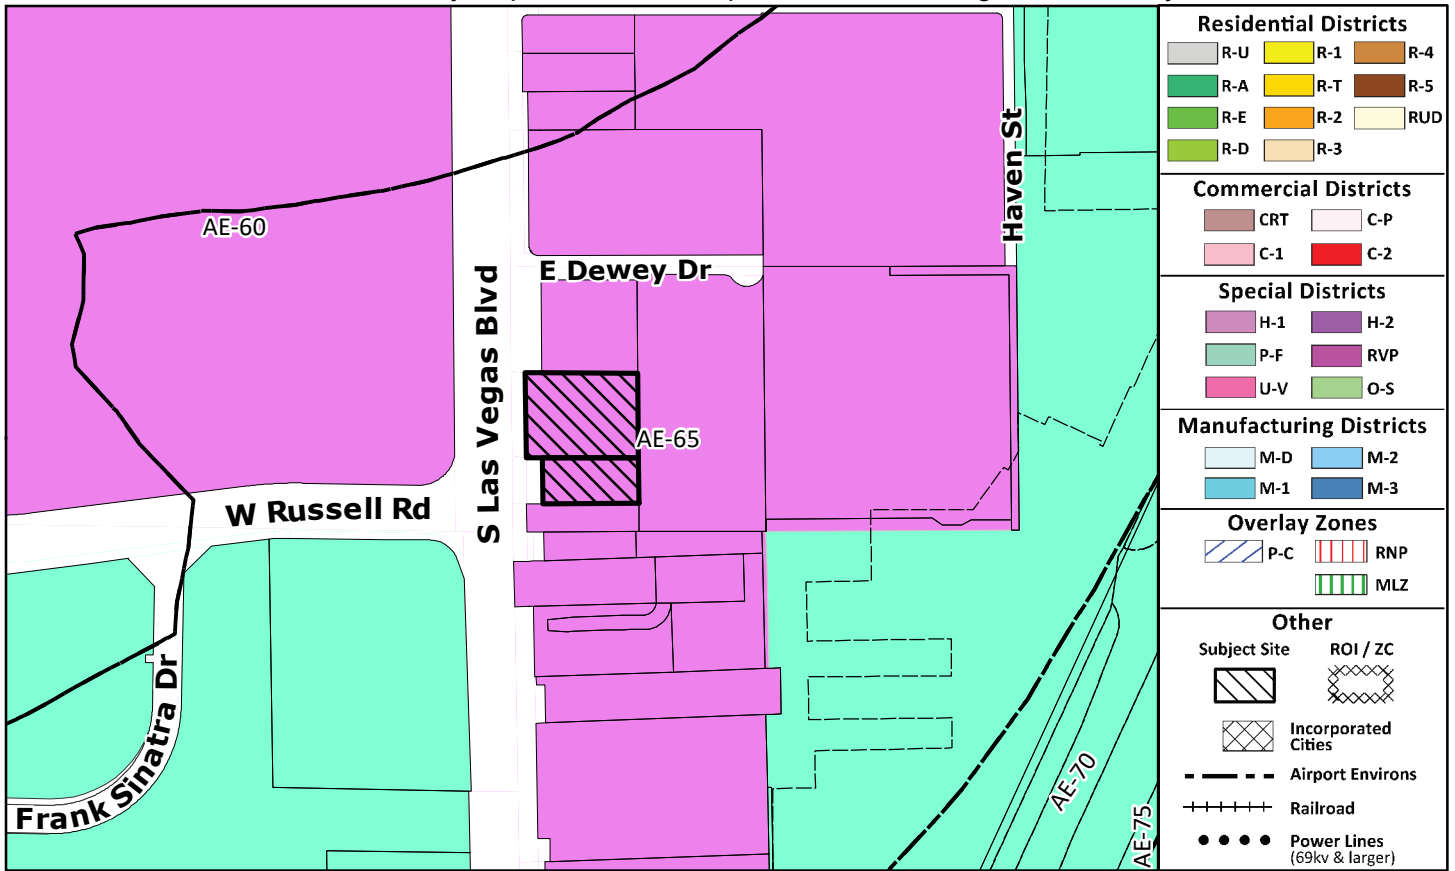 Haven St
AE-60
E Dewey Dr
S Las Vegas Blvd
AE-65
W Russell Rd
Frank Sinatra Dr
AE-70
AE-75
Residential Districts
R-U R-1 R-4
R-A R-T R-5
R-E R-2 RUD
R-D R-3
Commercial Districts
CRT C-P
C-1 C-2
Special Districts
H-1 H-2
P-F RVP
U-V O-S
Manufacturing Districts
M-D M-2
M-1 M-3
Overlay Zones
P-C RNP
MLZ
Other
Subject Site ROI / ZC
Incorporated
Cities
Airport Environs
Railroad
Power Lines
(69kv & larger)